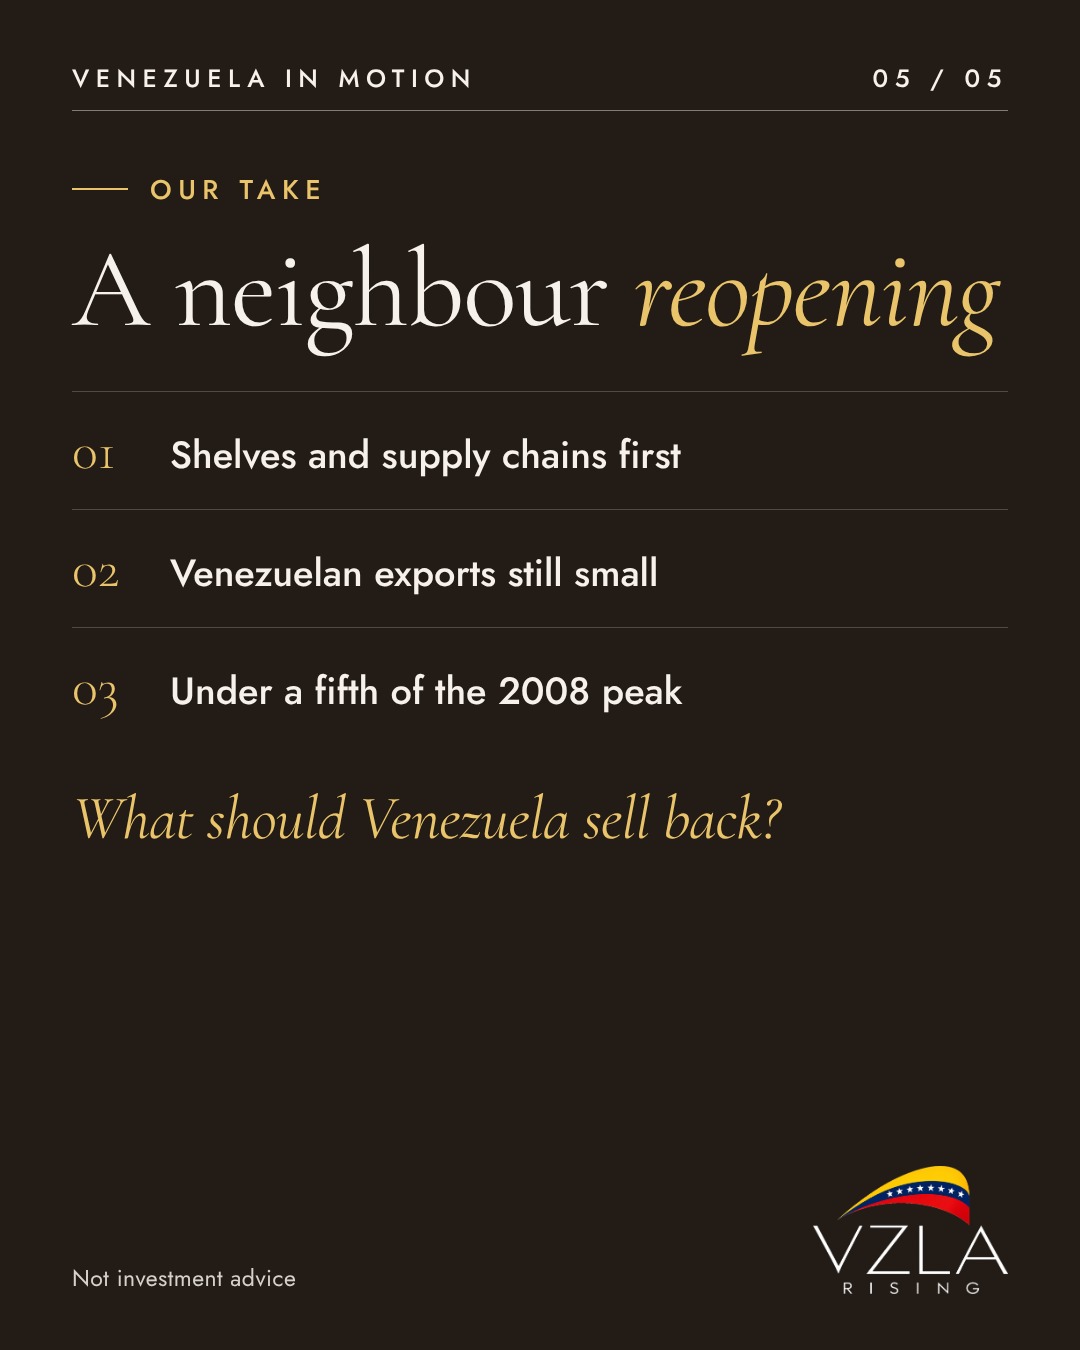 VENEZUELA IN MOTION 05 / 05
OUR TAKE
A neighbour reopening
01 Shelves and supply chains first
02 Venezuelan exports still small
03 Under a fifth of the 2008 peak
What should Venezuela sell back?
Not investment advice
VZLA
RISING